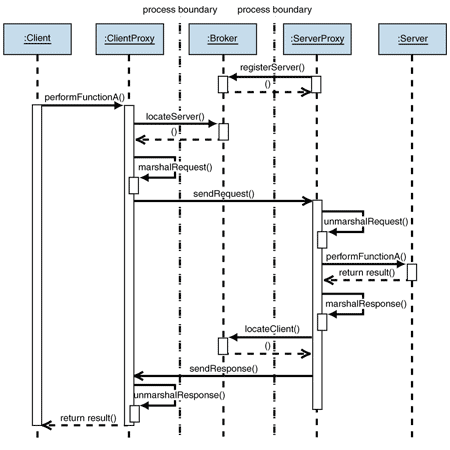 process boundary process boundary
:Client :ClientProxy :Broker :ServerProxy :Server
registerServer()
()
performFunctionA()
locateServer()
()
marshalRequest()
sendRequest()
unmarshalRequest()
performFunctionA()
return result()
marshalResponse()
locateClient()
()
sendResponse()
unmarshalResponse()
return result()